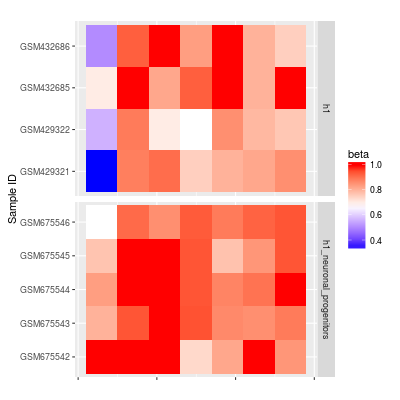 Sample ID
GSM432686
GSM432685
GSM429322
GSM429321
h1
GSM675546
GSM675545
GSM675544
GSM675543
GSM675542
h1_neuronal_progenitors
beta
1.0
0.8
0.6
0.4